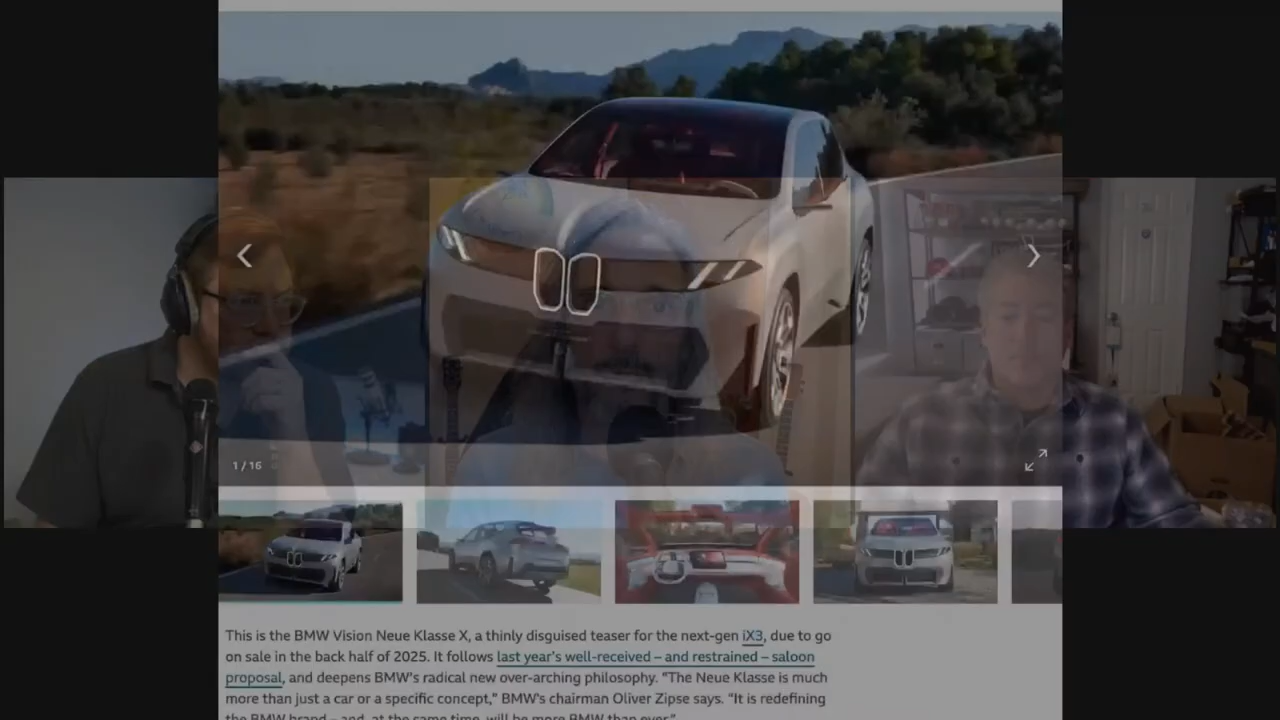 1 / 16
This is the BMW Vision Neue Klasse X, a thinly disguised teaser for the next-gen iX3, due to go
on sale in the back half of 2025. It follows last year's well-received – and restrained – saloon
proposal, and deepens BMW's radical new over-arching philosophy. "The Neue Klasse is much
more than just a car or a specific concept," BMW's chairman Oliver Zipse says. "It is redefining
the BMW brand – and, at the same time, will be more BMW than ever."